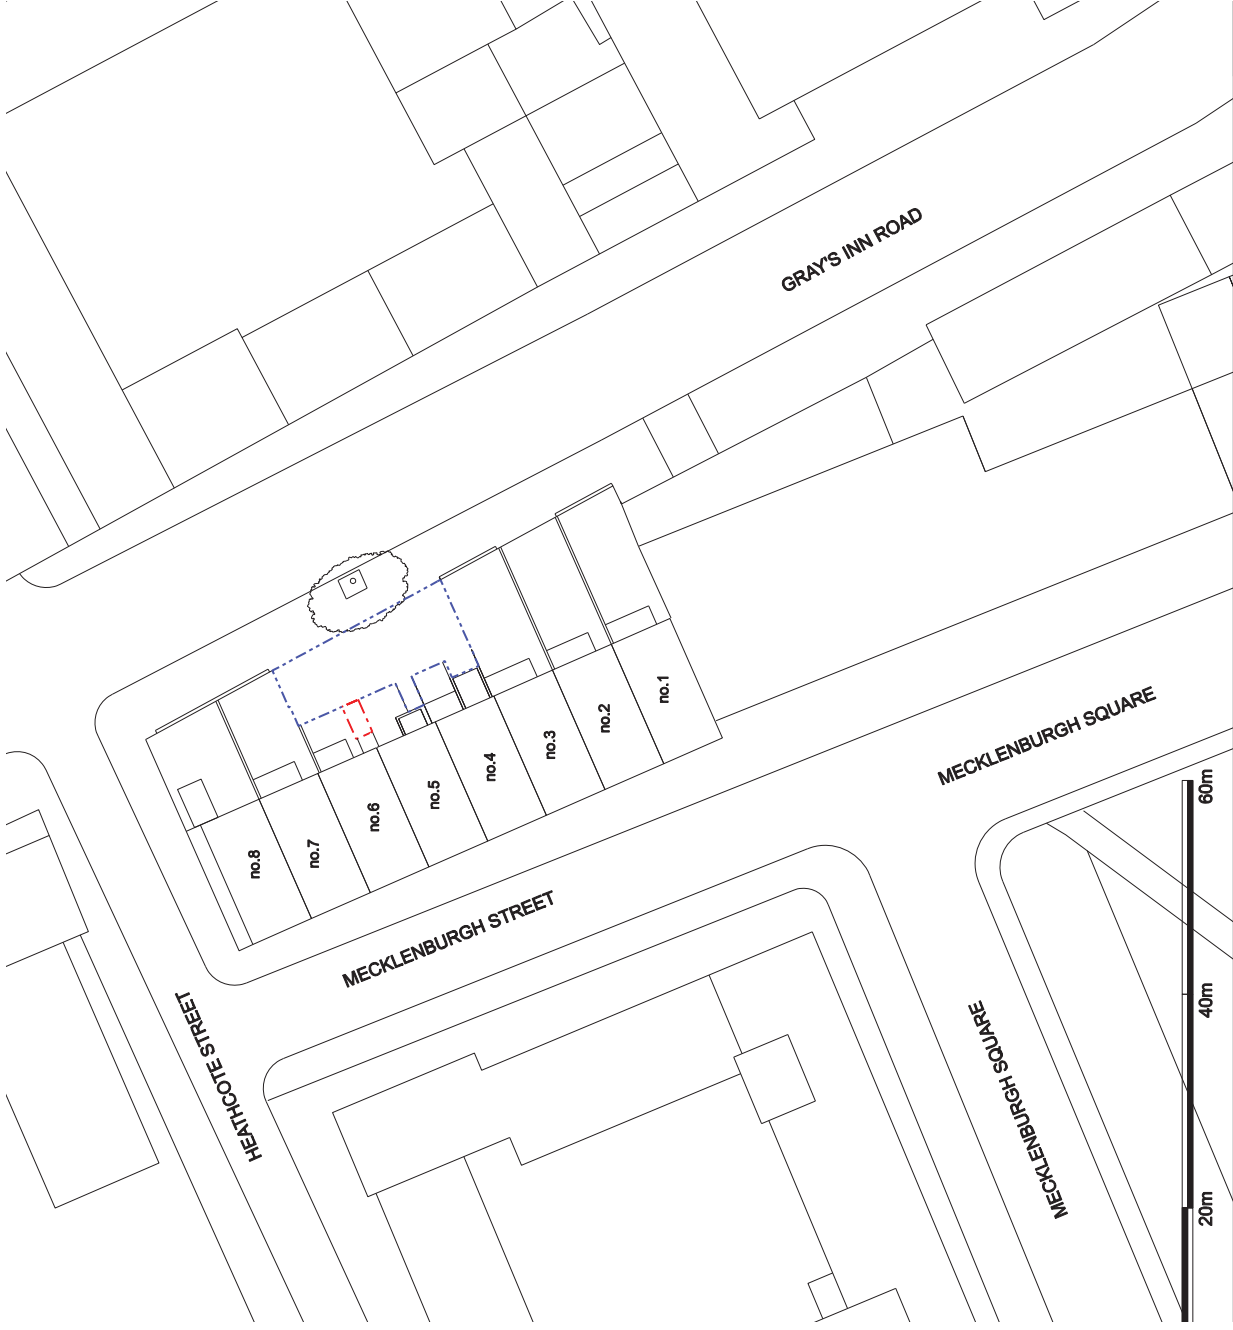 GRAY'S INN ROAD
no.1
no.2
no.3
no.4
no.5
no.6
no.7
no.8
MECKLENBURGH SQUARE
MECKLENBURGH STREET
HEATHCOTE STREET
MECKLENBURGH SQUARE
60m
40m
20m